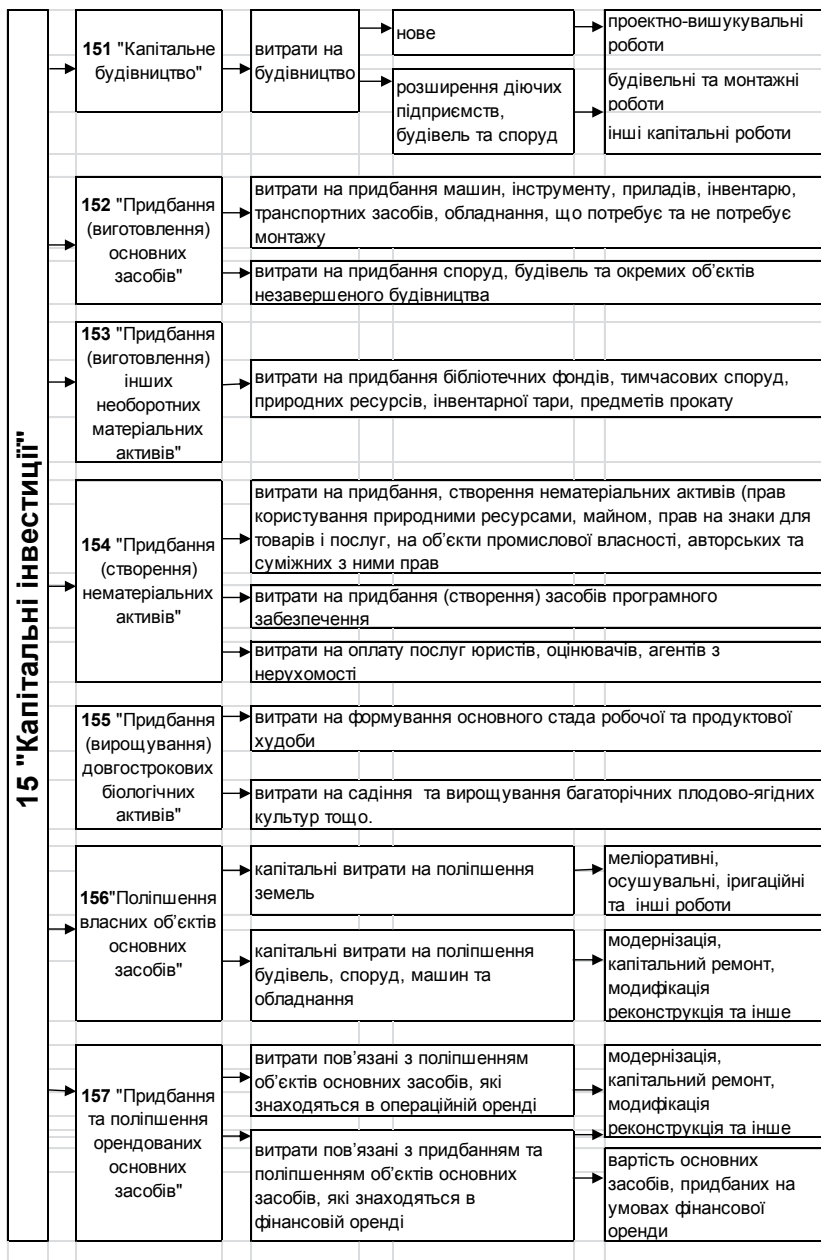 15 "Капітальні інвестиції"
151 "Капітальне
будівництво"
витрати на
будівництво
нове
розширення діючих
підприємств,
будівель та споруд
проектно-вишукувальні
роботи
будівельні та монтажні
роботи
інші капітальні роботи
152 "Придбання
(виготовлення)
основних
засобів"
витрати на придбання машин, інструменту, приладів, інвентарю,
транспортних засобів, обладнання, що потребує та не потребує
монтажу
витрати на придбання споруд, будівель та окремих об’єктів
незавершеного будівництва
153 "Придбання
(виготовлення)
інших
необоротних
матеріальних
активів"
витрати на придбання бібліотечних фондів, тимчасових споруд,
природних ресурсів, інвентарної тари, предметів прокату
154 "Придбання
(створення)
нематеріальних
активів"
витрати на придбання, створення нематеріальних активів (прав
користування природними ресурсами, майном, прав на знаки для
товарів і послуг, на об’єкти промислової власності, авторських та
суміжних з ними прав
витрати на придбання (створення) засобів програмного
забезпечення
витрати на оплату послуг юристів, оцінювачів, агентів з
нерухомості
155 "Придбання
(вирощування)
довгострокових
біологічних
активів"
витрати на формування основного стада робочої та продуктової
худоби
витрати на садіння та вирощування багаторічних плодово-ягідних
культур тощо.
156"Поліпшення
власних об’єктів
основних
засобів"
капітальні витрати на поліпшення
земель
меліоративні,
осушувальні, іригаційні
та інші роботи
капітальні витрати на поліпшення
будівель, споруд, машин та
обладнання
модернізація,
капітальний ремонт,
модифікація
реконструкція та інше
157 "Придбання
та поліпшення
орендованих
основних
засобів"
витрати пов’язані з поліпшенням
об’єктів основних засобів, які
знаходяться в операційній оренді
модернізація,
капітальний ремонт,
модифікація
реконструкція та інше
витрати пов’язані з придбанням та
поліпшенням об’єктів основних
засобів, які знаходяться в
фінансовій оренді
вартість основних
засобів, придбаних на
умовах фінансової
оренди